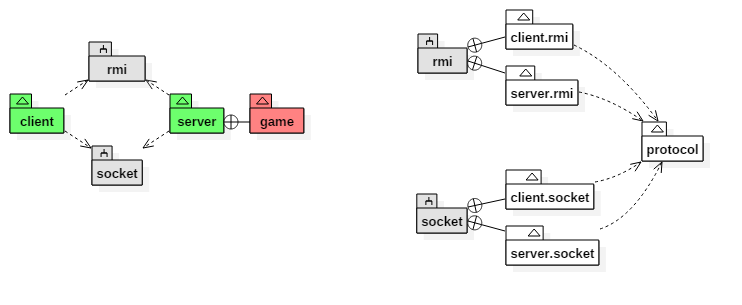 rmi
client
server
game
socket
client.rmi
rmi
server.rmi
protocol
client.socket
socket
server.socket